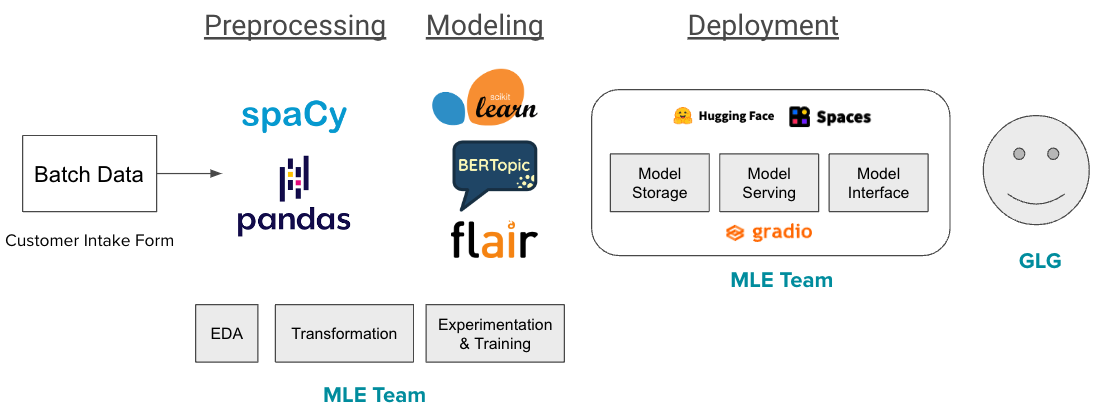 Preprocessing
Modeling
Deployment
spaCy
pandas
scikit
learn
BERTopic
flair
Hugging Face
Spaces
Model
Storage
Model
Serving
Model
Interface
gradio
MLE Team
GLG
Batch Data
Customer Intake Form
EDA
Transformation
Experimentation
& Training
MLE Team